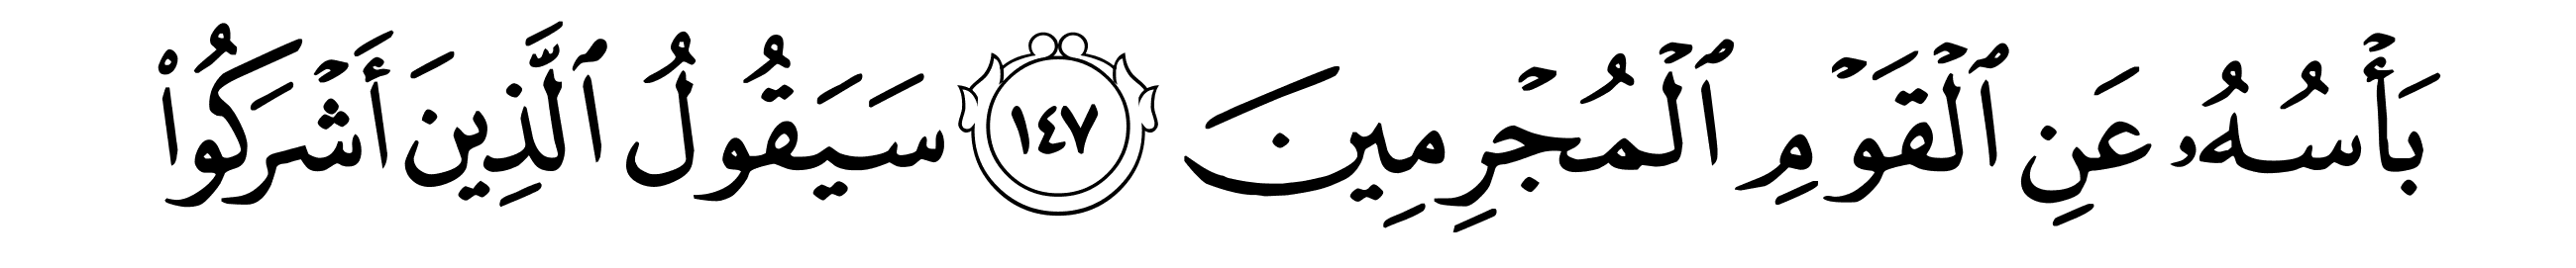 بَأْسُهُۥ عَنِ ٱلْقَوْمِ ٱلْمُجْرِمِينَ ١٤٧ سَيَقُولُ ٱلَّذِينَ أَشْرَكُوا۟